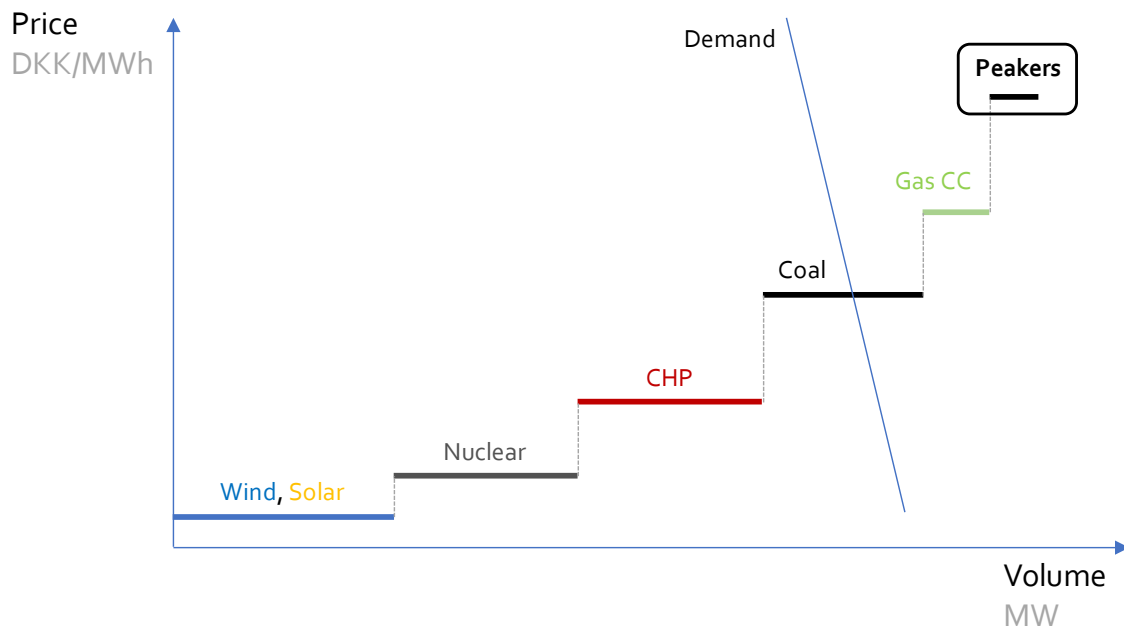 Price
DKK/MWh
Demand
Peakers
Gas CC
Coal
CHP
Nuclear
Wind, Solar
Volume
MW